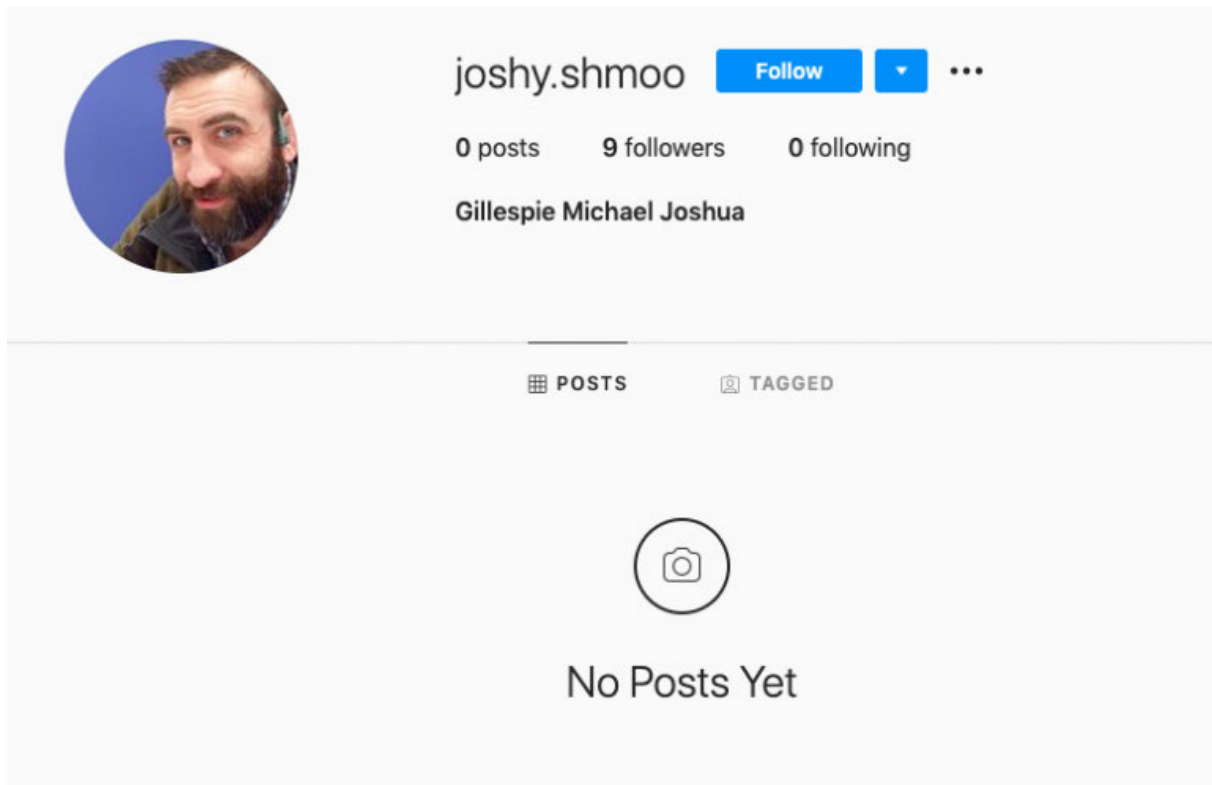 joshy.shmoo Follow
0 posts 9 followers 0 following
Gillespie Michael Joshua
POSTS TAGGED
No Posts Yet